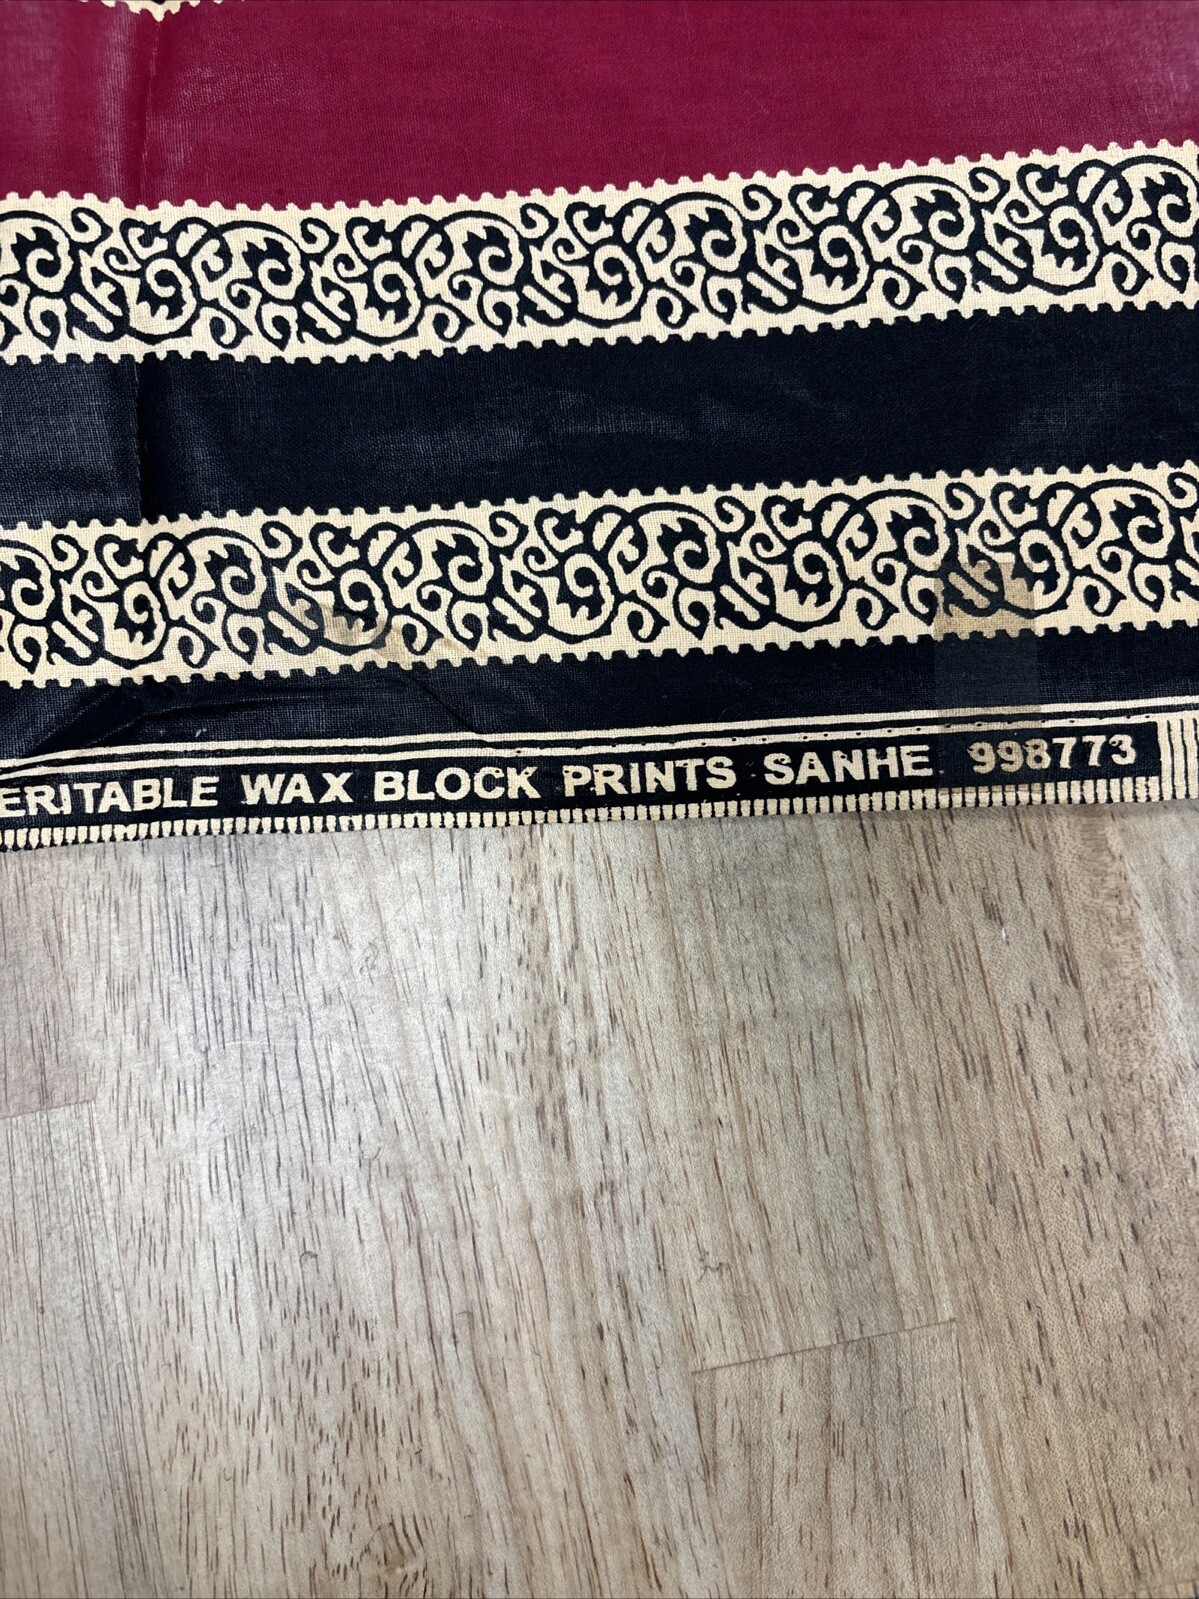 ERITABLE WAX BLOCK PRINTS SANHE 998773